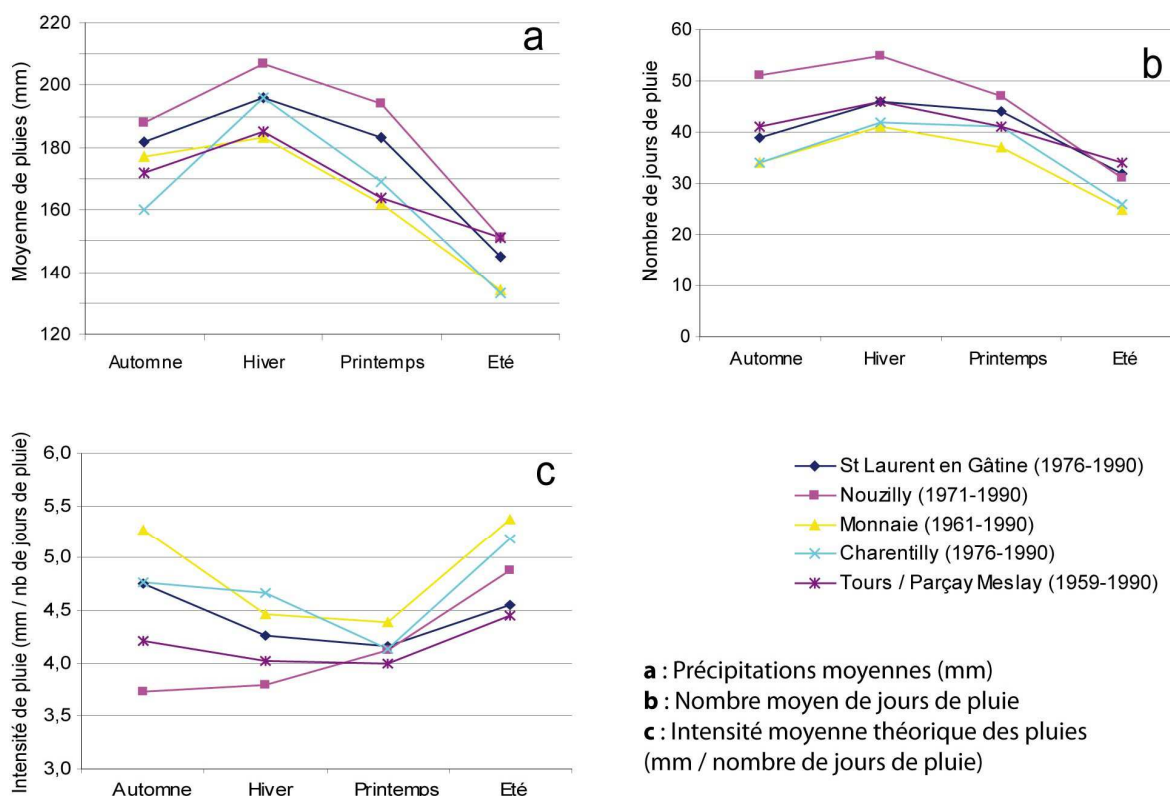 a
Moyenne de pluies (mm)
220
200
180
160
140
120
Automne Hiver Printemps Eté
b
Nombre de jours de pluie
60
50
40
30
20
10
0
Automne Hiver Printemps Eté
c
Intensité de pluie (mm / nb de jours de pluie)
6,0
5,5
5,0
4,5
4,0
3,5
3,0
Automne Hiver Printemps Eté
St Laurent en Gâtine (1976-1990)
Nouzilly (1971-1990)
Monnaie (1961-1990)
Charentilly (1976-1990)
Tours / Parçay Meslay (1959-1990)
a : Précipitations moyennes (mm)
b : Nombre moyen de jours de pluie
c : Intensité moyenne théorique des pluies
(mm / nombre de jours de pluie)